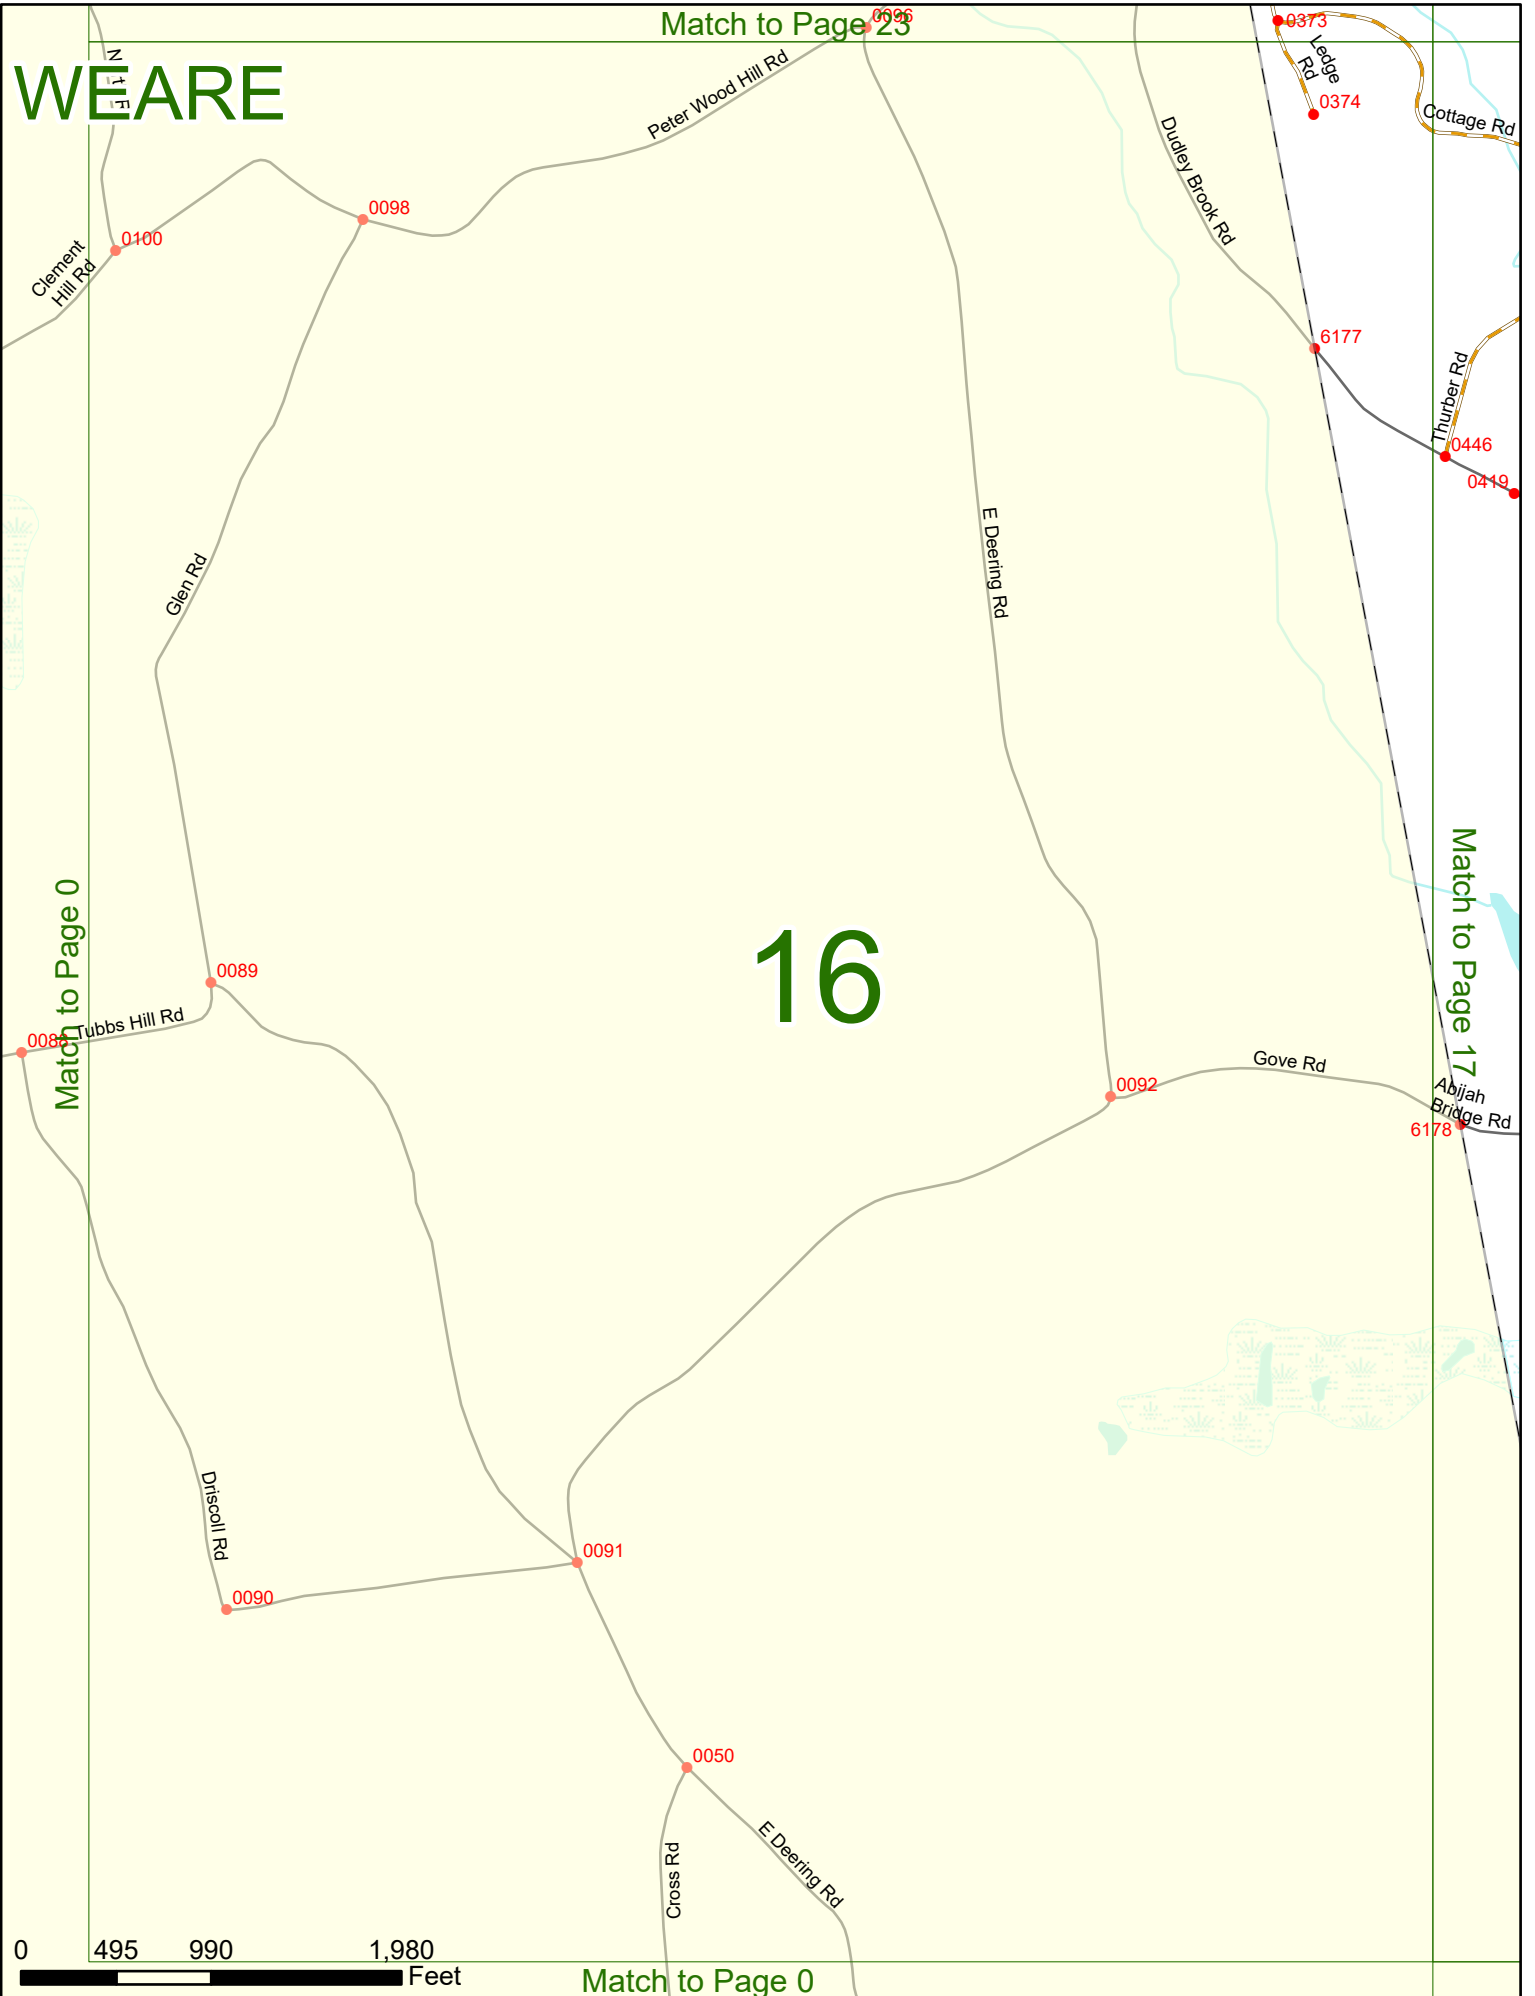 Match to Page 23
0096
0373
WEARE
Ledge
Rd
Peter Wood Hill Rd
0374
Cottage Rd
Dudley Brook Rd
0098
0100
Clement
Hill Rd
6177
Thurber Rd
0446
0419
E Deering Rd
Glen Rd
Match to Page 17
Match to Page 0
16
0089
Tubbs Hill Rd
0088
Gove Rd
0092
Abijah
Bridge Rd
6178
Driscoll Rd
0091
0090
0050
E Deering Rd
Cross Rd
0 495 990 1,980
Feet
Match to Page 0